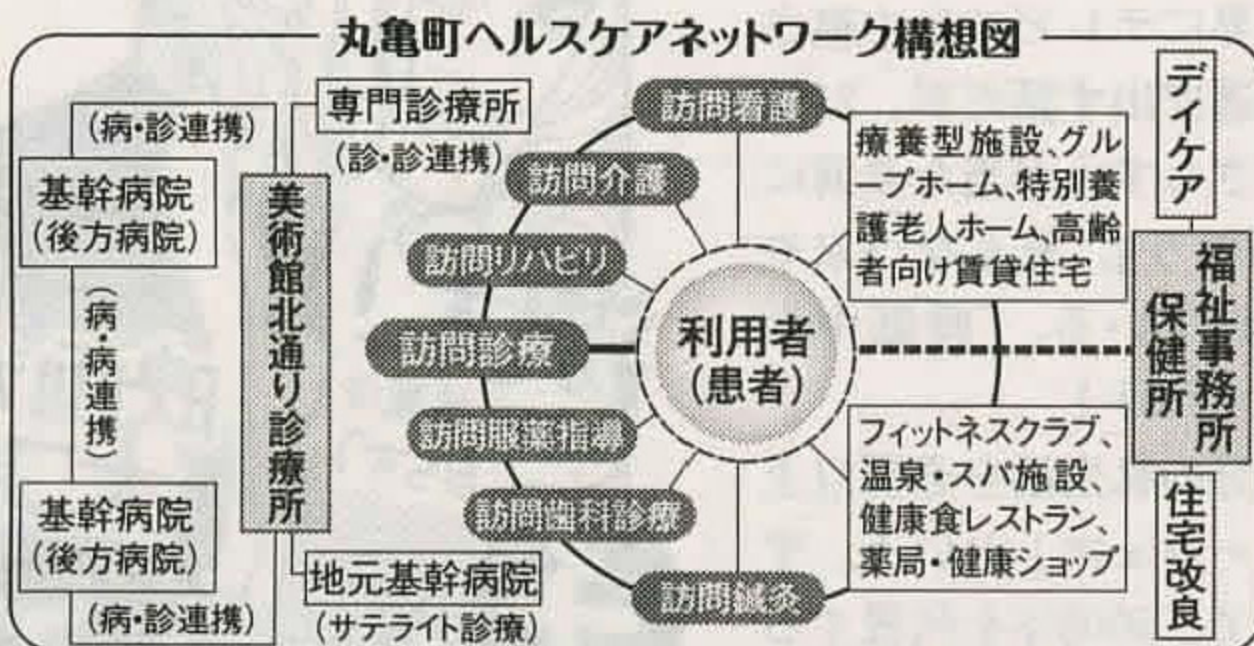 丸亀町ヘルスケアネットワーク構想図
(病・診連携)
基幹病院
(後方病院)
(病・病連携)
基幹病院
(後方病院)
(病・診連携)
美術館北通り診療所
専門診療所
(診・診連携)
地元基幹病院
(サテライト診療)
訪問看護
訪問介護
訪問リハビリ
訪問診療
訪問服薬指導
訪問歯科診療
訪問鍼灸
利用者
(患者)
療養型施設、グル
ープホーム、特別養
護老人ホーム、高齢
者向け賃貸住宅
フィットネスクラブ、
温泉・スパ施設、
健康食レストラン、
薬局・健康ショップ
デイケア
福祉事務所
保健所
住宅改良